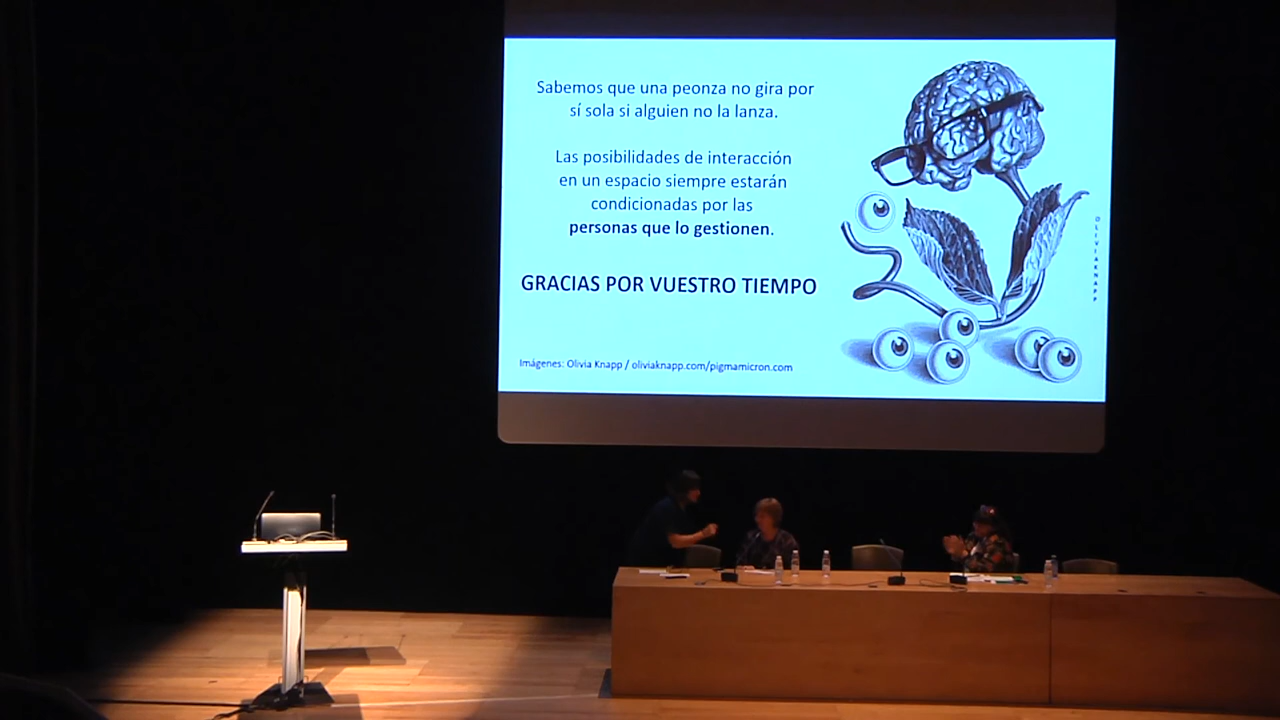 Sabemos que una peonza no gira por
sí sola si alguien no la lanza.
Las posibilidades de interacción
en un espacio siempre estarán
condicionadas por las
personas que lo gestionen.
GRACIAS POR VUESTRO TIEMPO
Imágenes: Olivia Knapp / oliviaknapp.com/pigmamicron.com